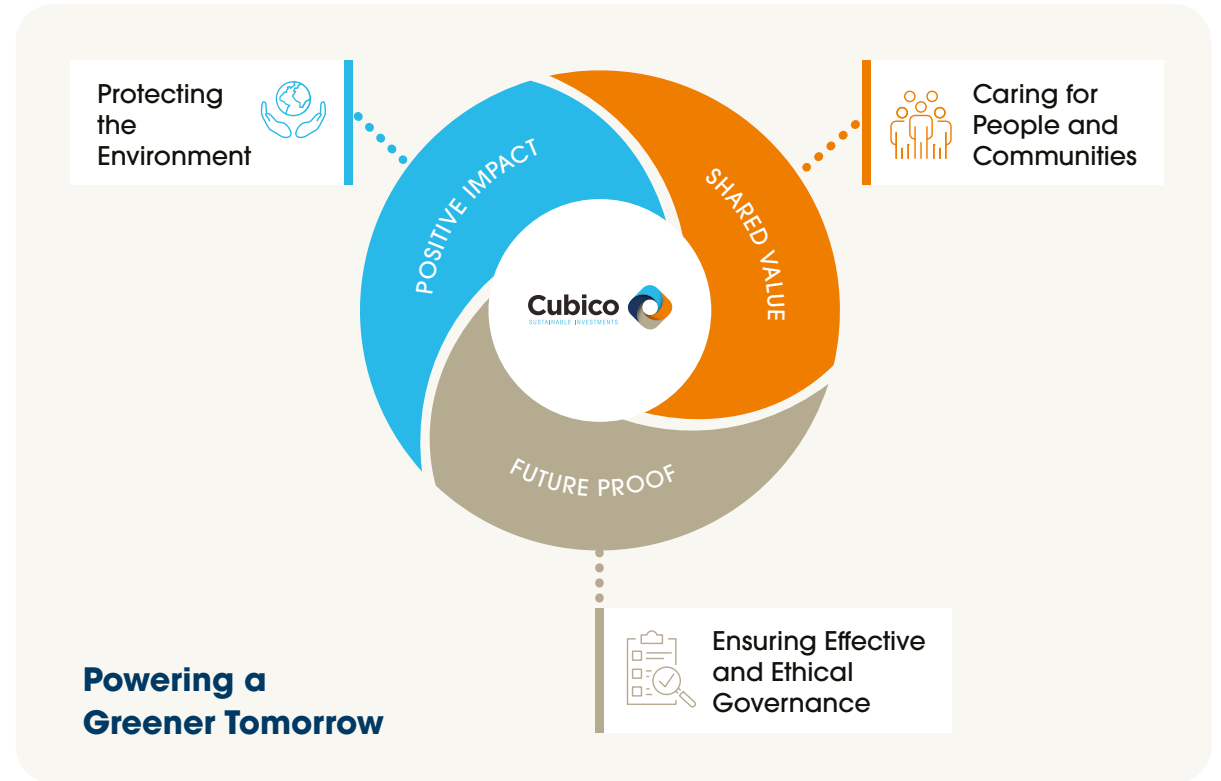 Protecting
the
Environment
POSITIVE IMPACT
SHARED VALUE
Caring for
People and
Communities
Cubico
SUSTAINABLE INVESTMENTS
FUTURE PROOF
Ensuring Effective
and Ethical
Governance
Powering a
Greener Tomorrow